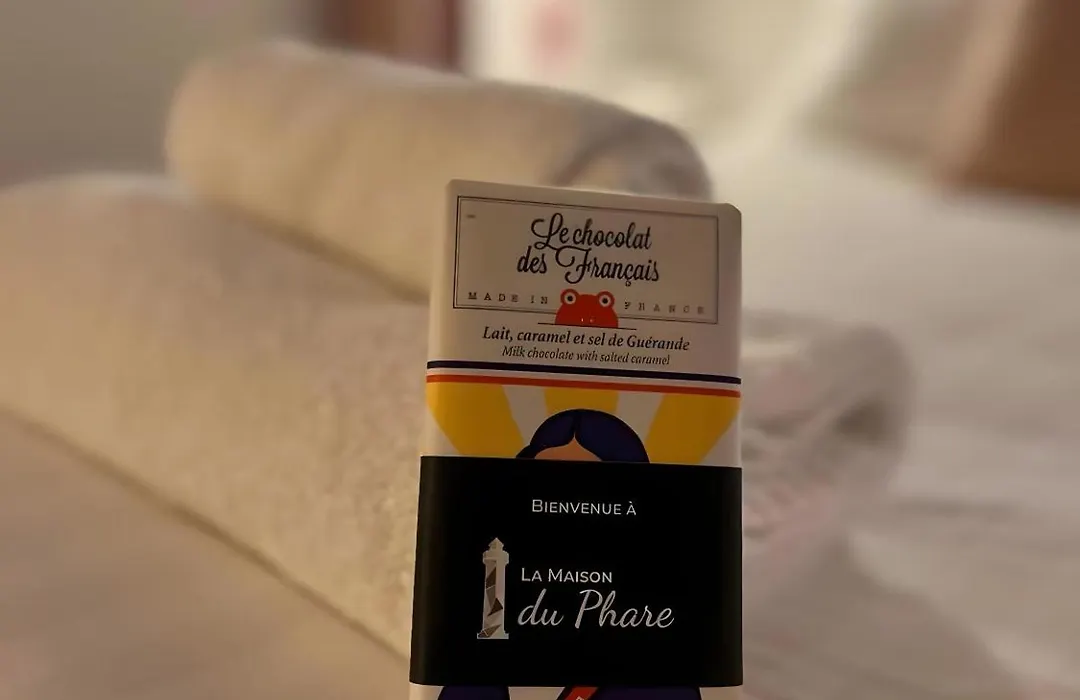 Le chocolat
des Français
MADE IN FRANCE
Lait, caramel et sel de Guérande
Milk chocolate with salted caramel
BIENVENUE À
LA MAISON
du Phare